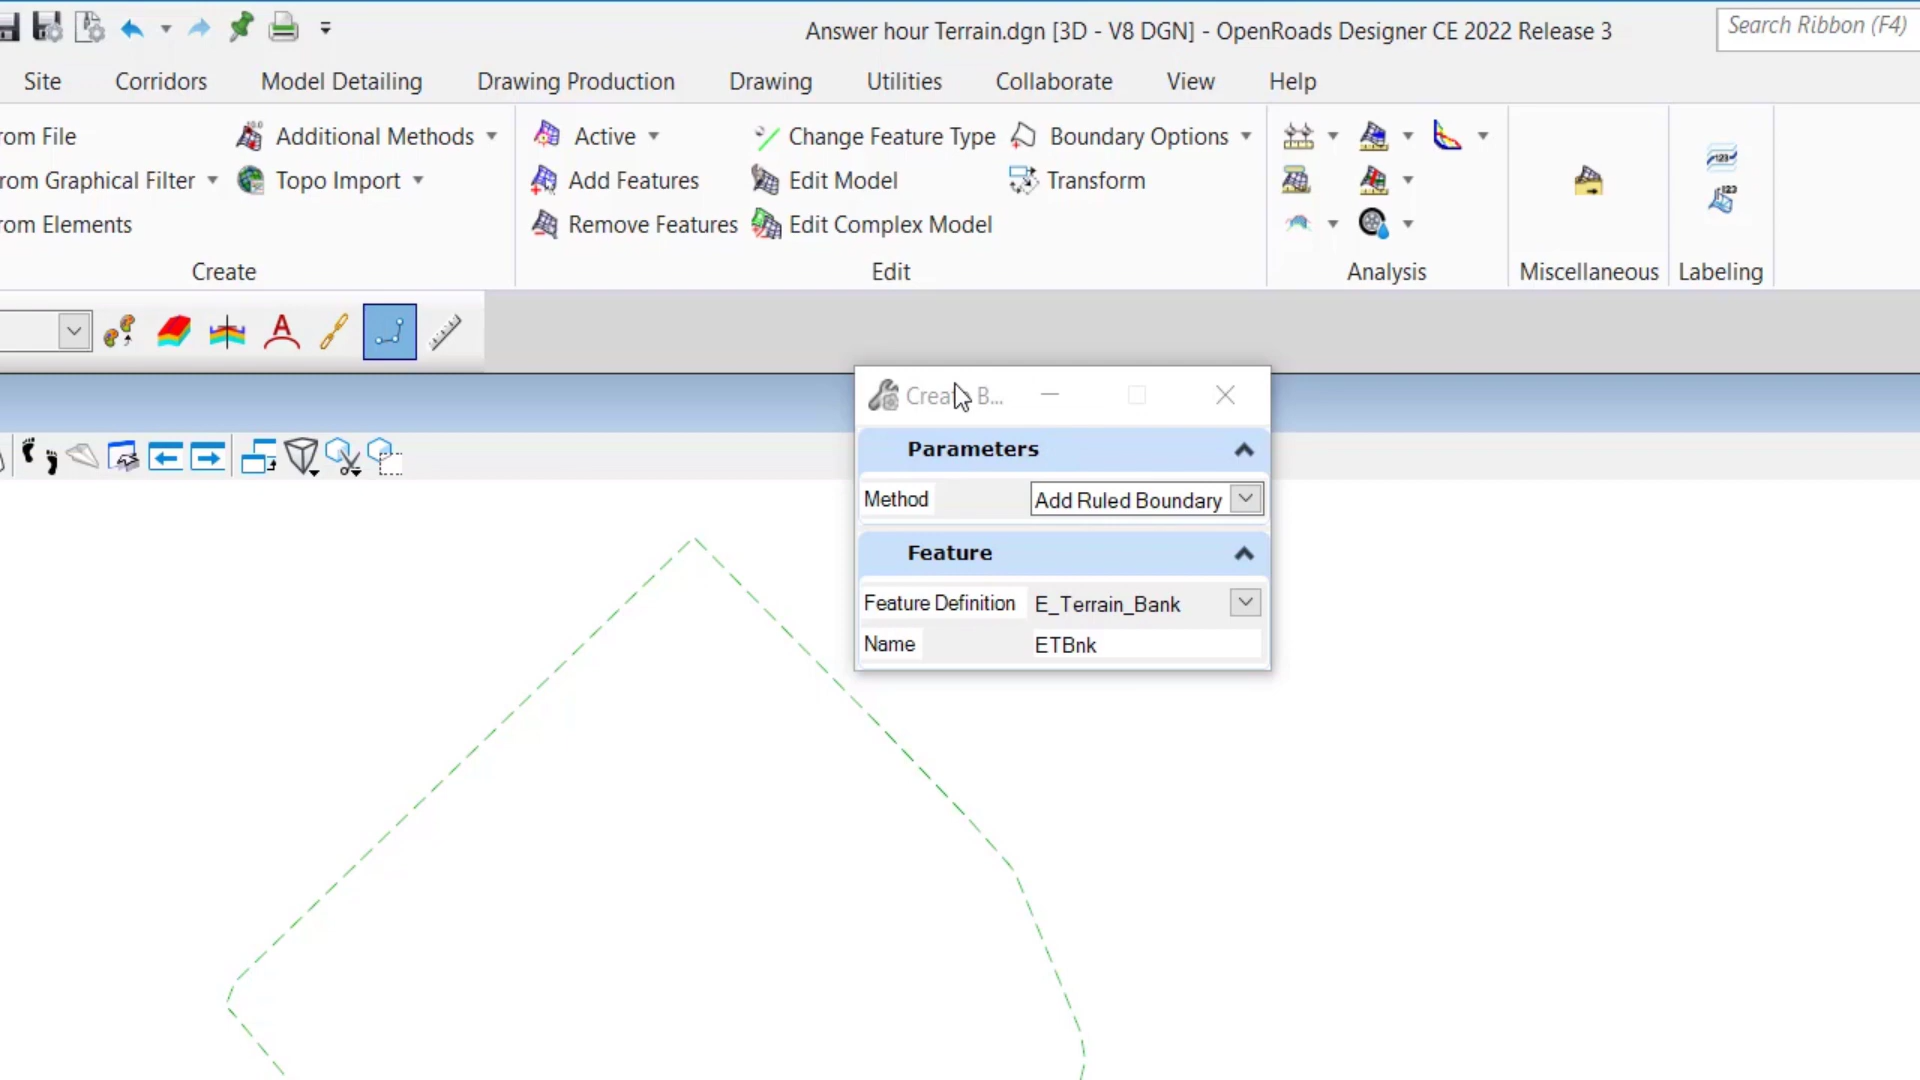 Answer hour Terrain.dgn [3D - V8 DGN] - OpenRoads Designer CE 2022 Release 3
Search Ribbon (F4)
Site Corridors Model Detailing Drawing Production Drawing Utilities Collaborate View Help
rom File Additional Methods Active Change Feature Type Boundary Options
rom Graphical Filter Topo Import Add Features Edit Model Transform
rom Elements Remove Features Edit Complex Model
Create Edit Analysis Miscellaneous Labeling
B...
Parameters
Method Add Ruled Boundary
Feature
Feature Definition E_Terrain_Bank
Name ETBnk